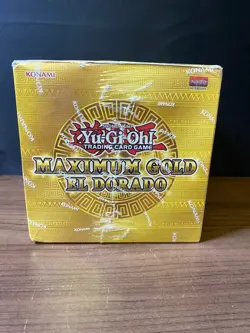 KONAMI
Yu-Gi-Oh!
TRADING CARD GAME
MAXIMUM GOLD
EL DORADO